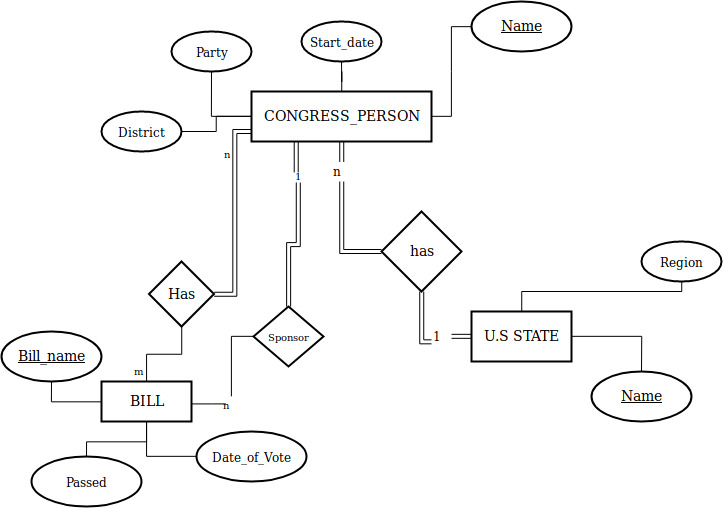 Name
Start_date
Party
CONGRESS_PERSON
District
n
1
n
has
Region
Has
Sponsor
1
U.S STATE
Bill_name
m
BILL
n
Name
Date_of_Vote
Passed